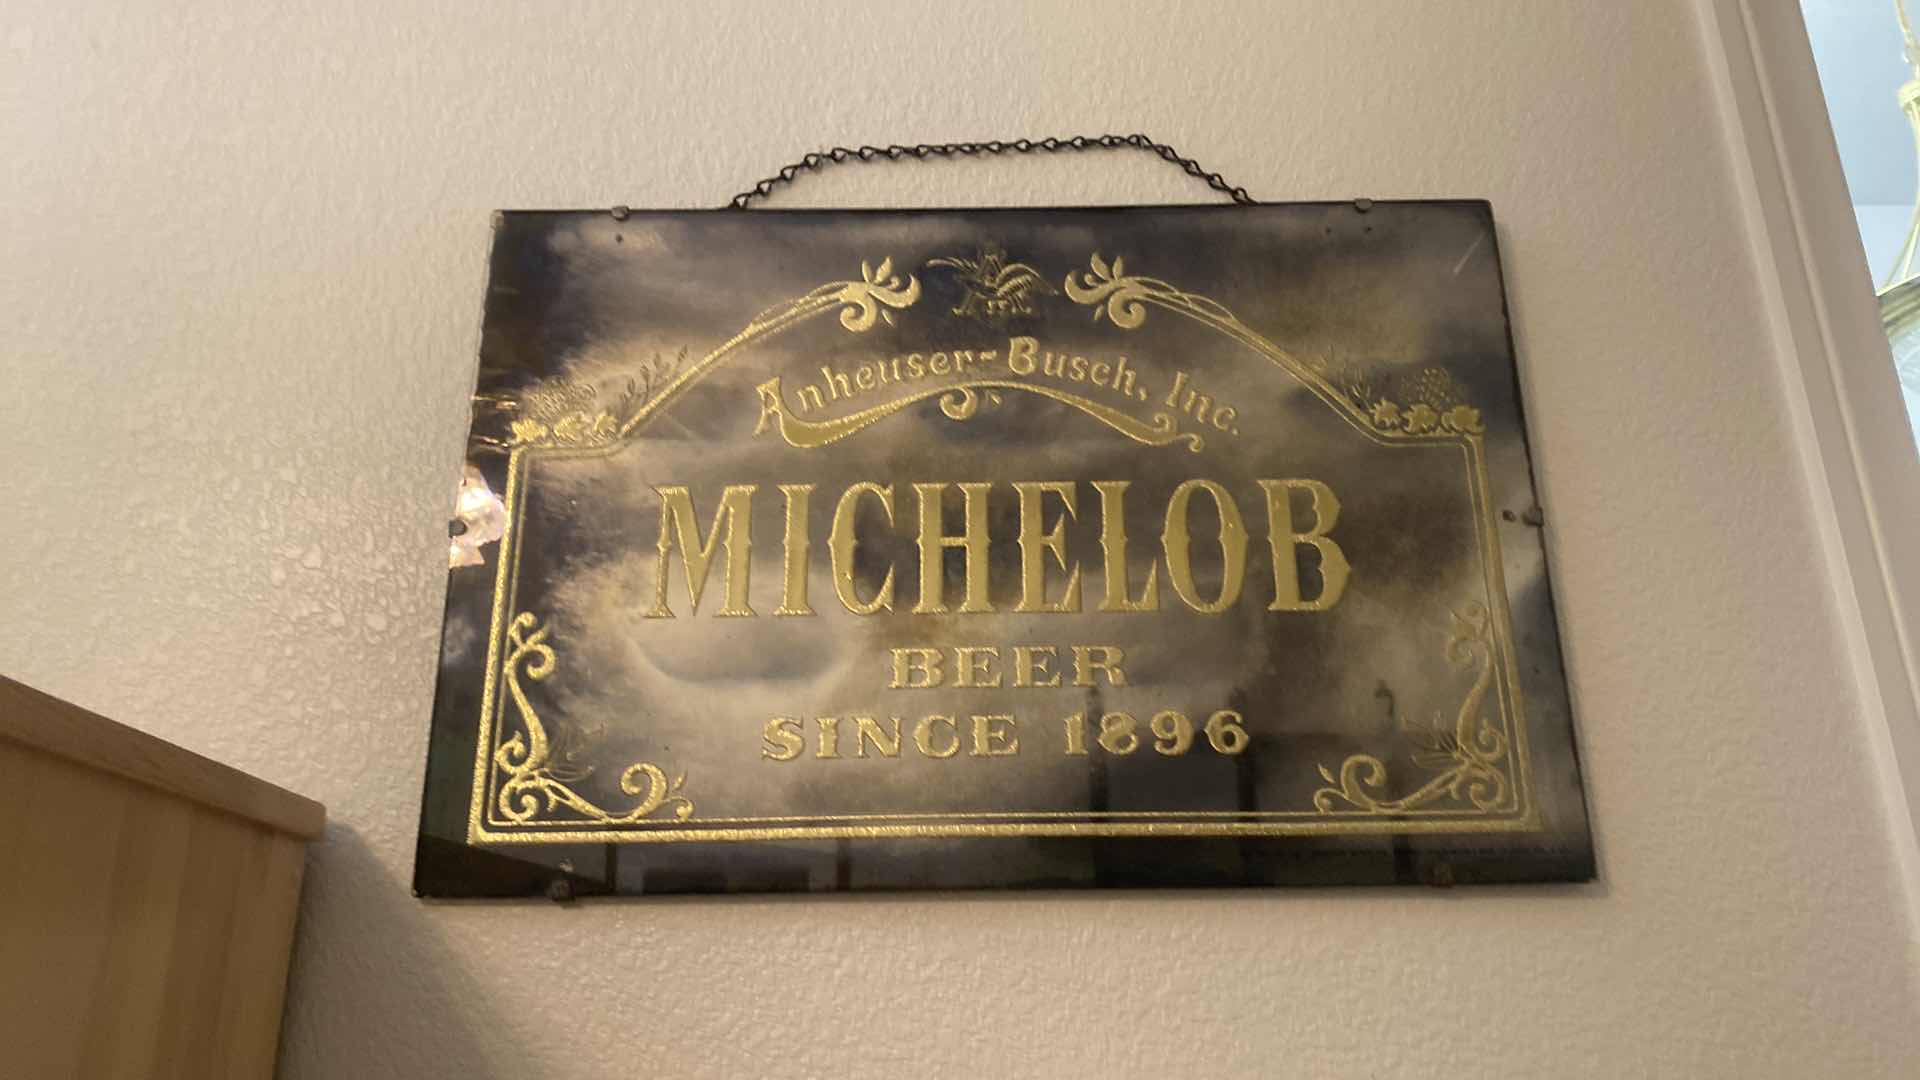 Anheuser-Busch, Inc.
MICHELOB
BEER
SINCE 1896